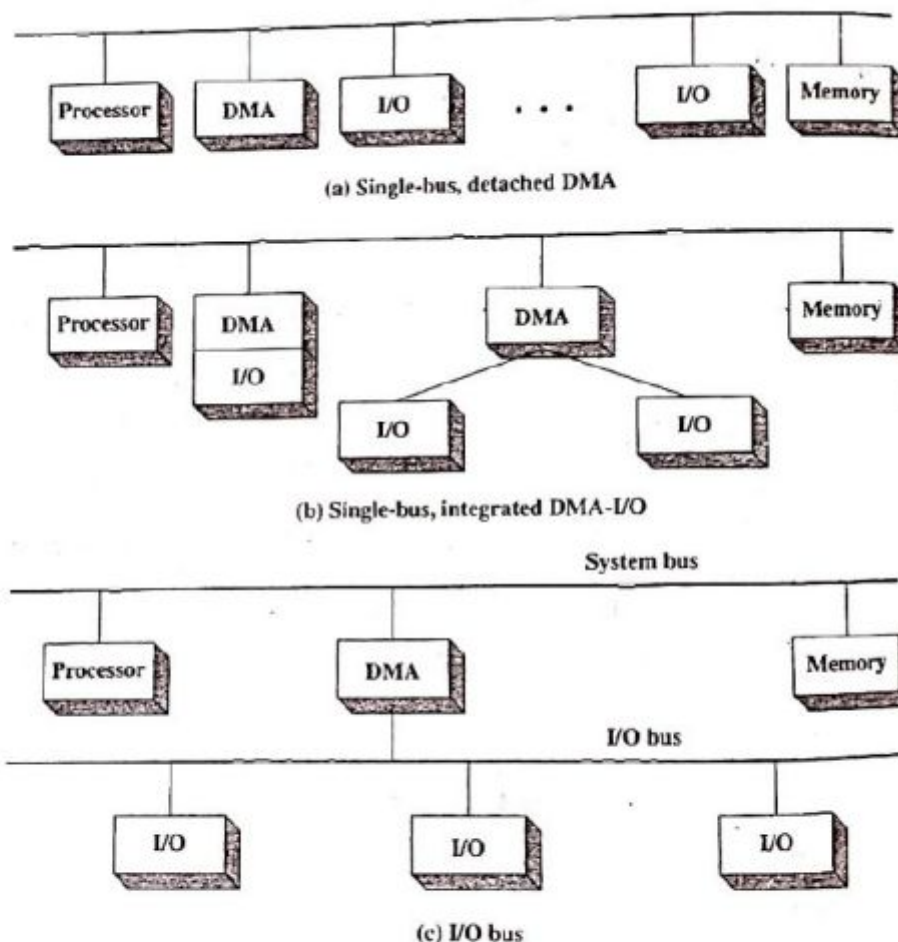 Processor DMA I/O • • • I/O Memory
(a) Single-bus, detached DMA
Processor DMA DMA Memory
I/O
I/O I/O
(b) Single-bus, integrated DMA-I/O
System bus
Processor DMA Memory
I/O bus
I/O I/O I/O
(c) I/O bus